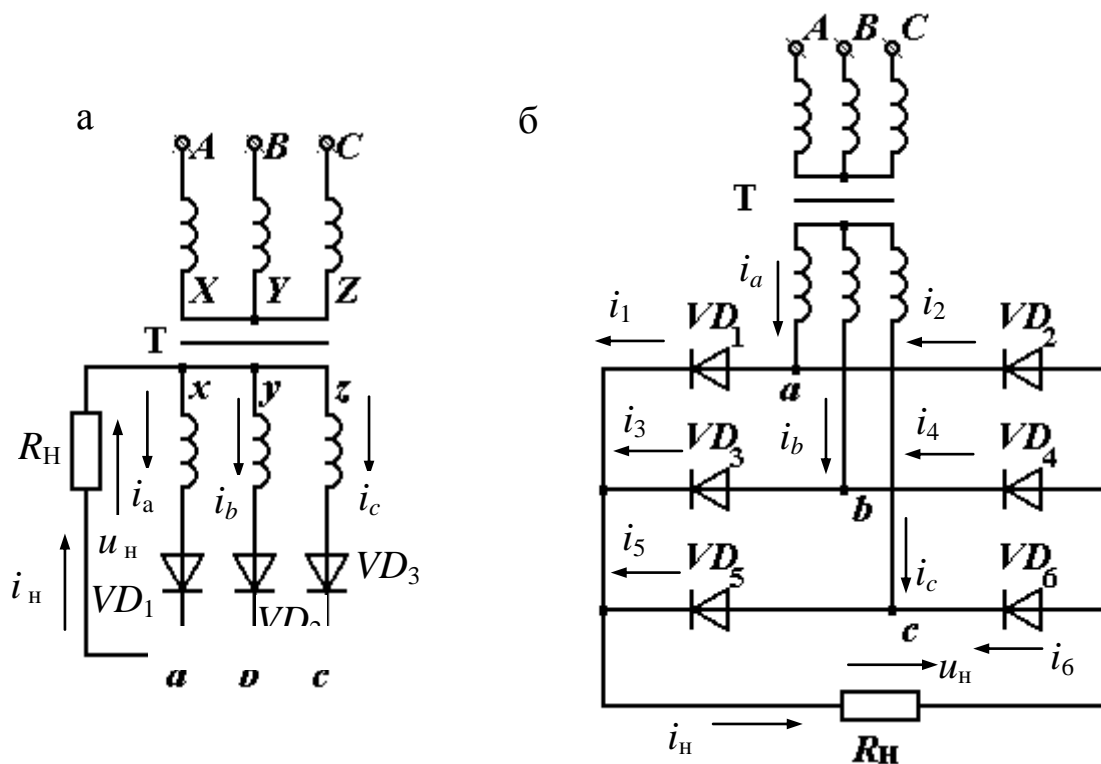 а
A B C
X Y Z
T
x y z
R_Н
i_a
i_b
i_c
u_н
i_н
VD_1
VD_3
a
c
б
A B C
T
i_a
i_1
VD_1
i_2
VD_2
a
i_3
VD_3
i_b
i_4
VD_4
b
i_5
VD_5
i_c
VD_6
c
i_6
u_н
i_н
R_Н